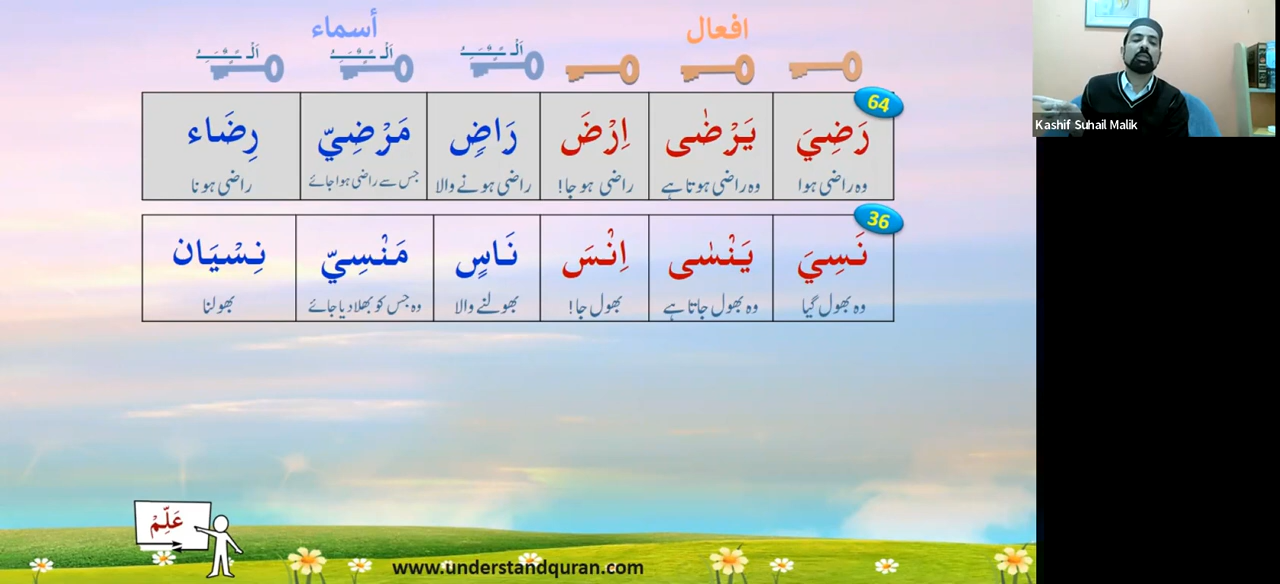 افعال أسماء
64
رَضِيَ يَرْضٰى اِرْضَ رَاضٍ مَرْضِيّ رِضَاء
وہ راضی ہوا وہ راضی ہوتا ہے راضی ہو جا! راضی ہونے والا جس سے راضی ہوا جائے راضی ہونا
36
نَسِيَ يَنْسٰى اِنْسَ نَاسٍ مَنْسِيّ نِسْيَان
وہ بھول گیا وہ بھول جاتا ہے بھول جا! بھولنے والا وہ جس کو بھلا دیا جائے بھولنا
عَلِّمْ
www.understandquran.com
Kashif Suhail Malik